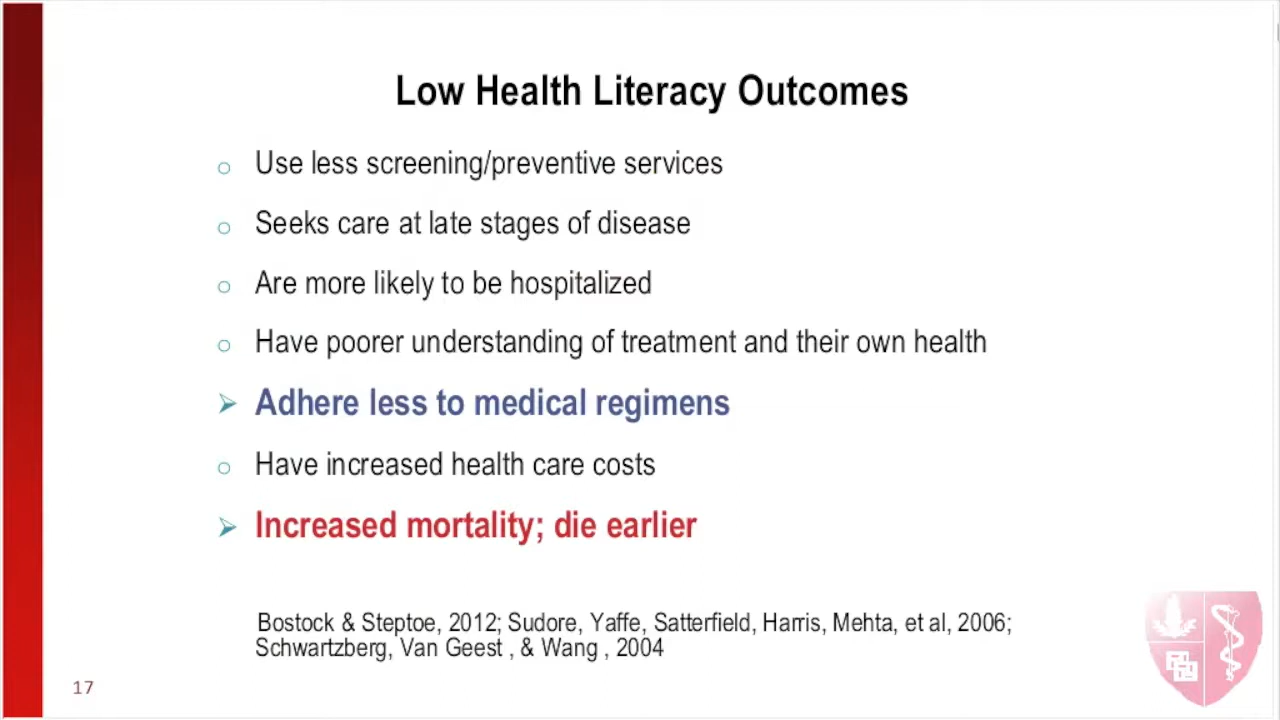 Low Health Literacy Outcomes
Use less screening/preventive services
Seeks care at late stages of disease
Are more likely to be hospitalized
Have poorer understanding of treatment and their own health
Adhere less to medical regimens
Have increased health care costs
Increased mortality; die earlier
Bostock & Steptoe, 2012; Sudore, Yaffe, Satterfield, Harris, Mehta, et al, 2006;
Schwartzberg, Van Geest , & Wang , 2004
17